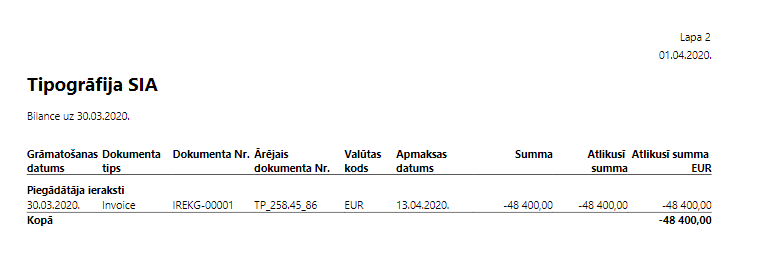 Lapa 2
01.04.2020.
Tipogrāfija SIA
Bilance uz 30.03.2020.
Grāmatošanas Dokumenta Dokumenta Nr. Ārējais Valūtas Apmaksas Summa Atlikusī Atlikusī summa
datums tips dokumenta Nr. kods datums summa EUR
Piegādātāja ieraksti
30.03.2020. Invoice IREKG-00001 TP_258.45_86 EUR 13.04.2020. -48 400,00 -48 400,00 -48 400,00
Kopā -48 400,00